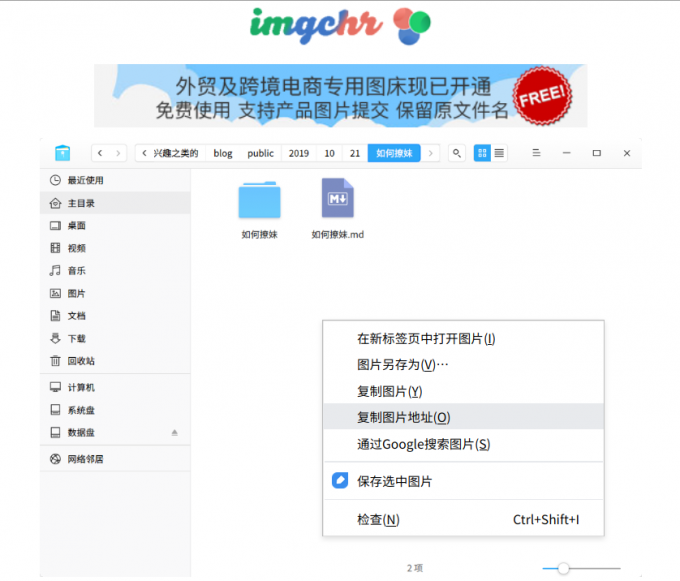 imgchr
外贸及跨境电商专用图床现已开通
免费使用 支持产品图片提交 保留原文件名
FREE!
兴趣之类的 blog public 2019 10 21 如何撩妹
最近使用
主目录
桌面
视频
音乐
图片
文档
下载
回收站
计算机
系统盘
数据盘
网络邻居
如何撩妹
M↓
如何撩妹.md
在新标签页中打开图片(I)
图片另存为(V)…
复制图片(Y)
复制图片地址(O)
通过Google搜索图片(S)
保存选中图片
检查(N) Ctrl+Shift+I
2 项